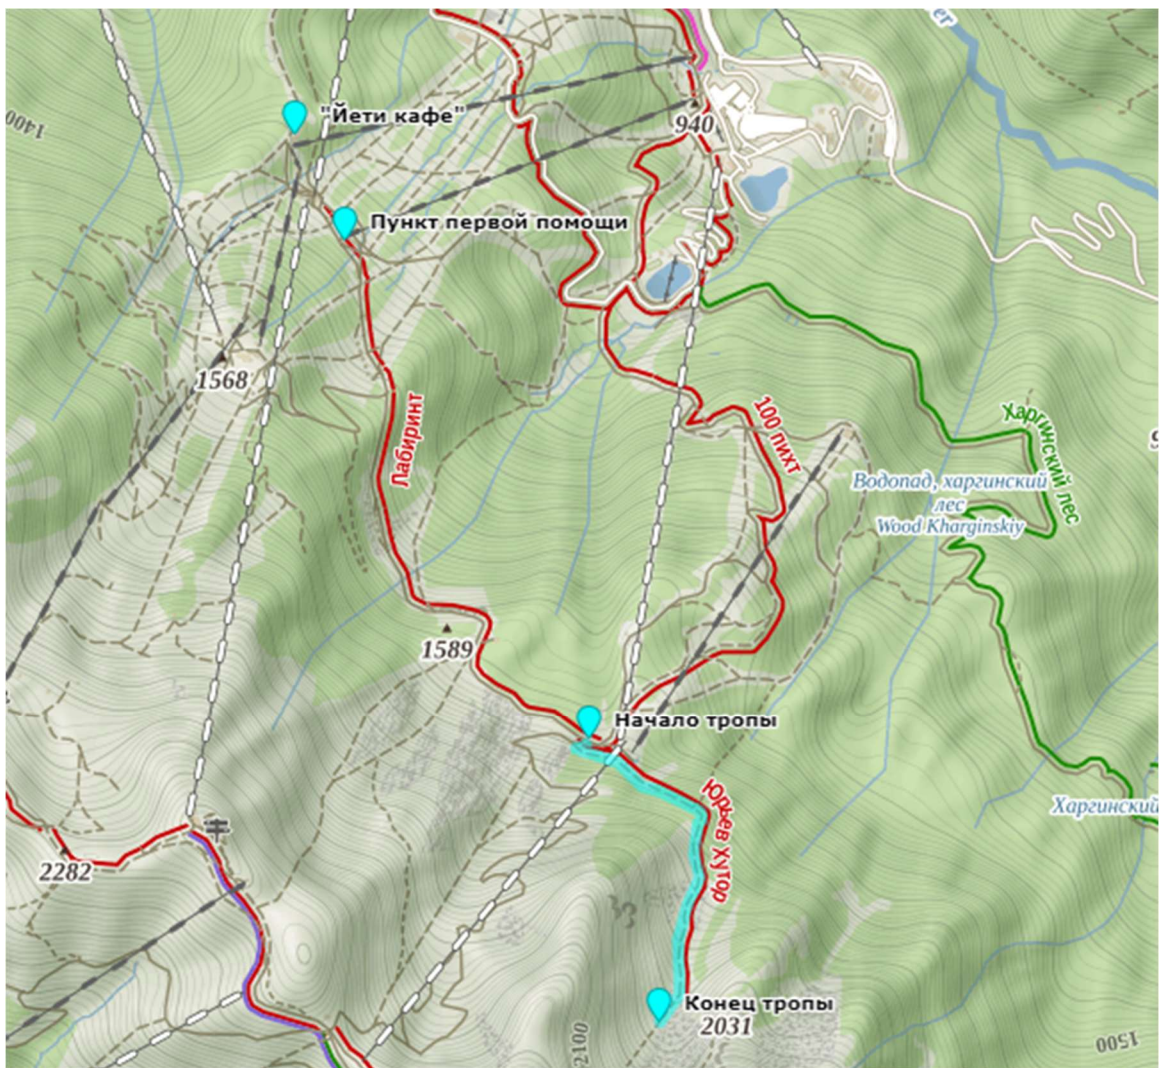 1400
"Йети кафе"
940
Пункт первой помощи
1568
Лабиринт
100 пихт
Харгинский лес
Водопад, харгинский
лес
Wood Kharginskiy
1589
Начало тропы
Юрьев Хутор
Харгинский
2282
Конец тропы
2031
2100
1500